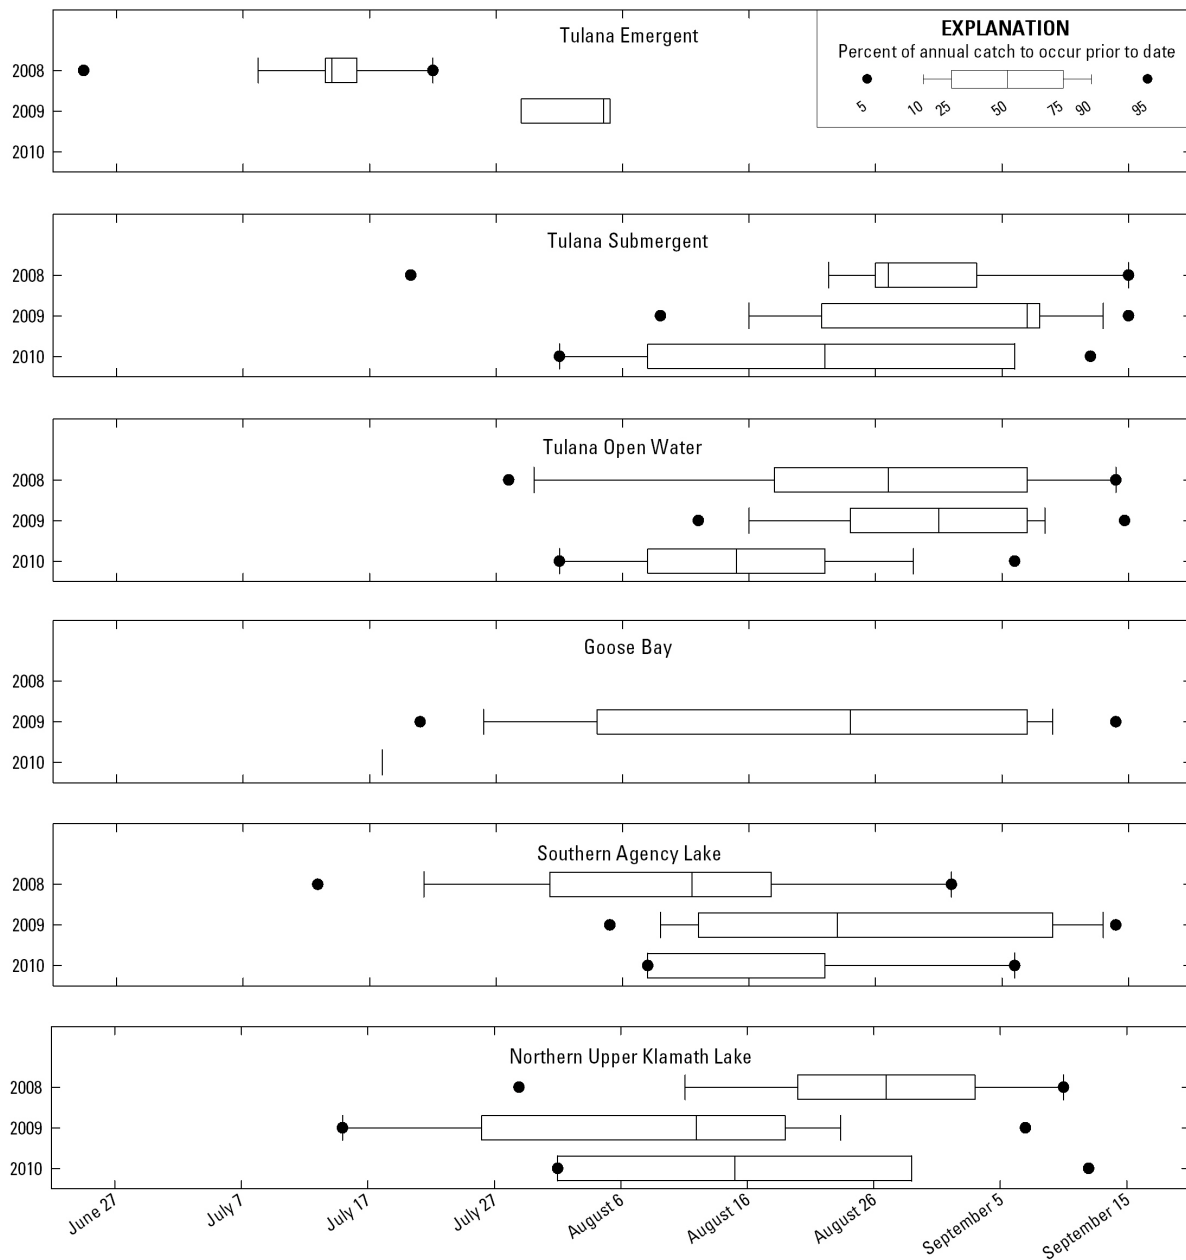 Tulana Emergent
EXPLANATION
Percent of annual catch to occur prior to date
5 10 25 50 75 90 95
2008
2009
2010
Tulana Submergent
2008
2009
2010
Tulana Open Water
2008
2009
2010
Goose Bay
2008
2009
2010
Southern Agency Lake
2008
2009
2010
Northern Upper Klamath Lake
2008
2009
2010
June 27 July 7 July 17 July 27 August 6 August 16 August 26 September 5 September 15